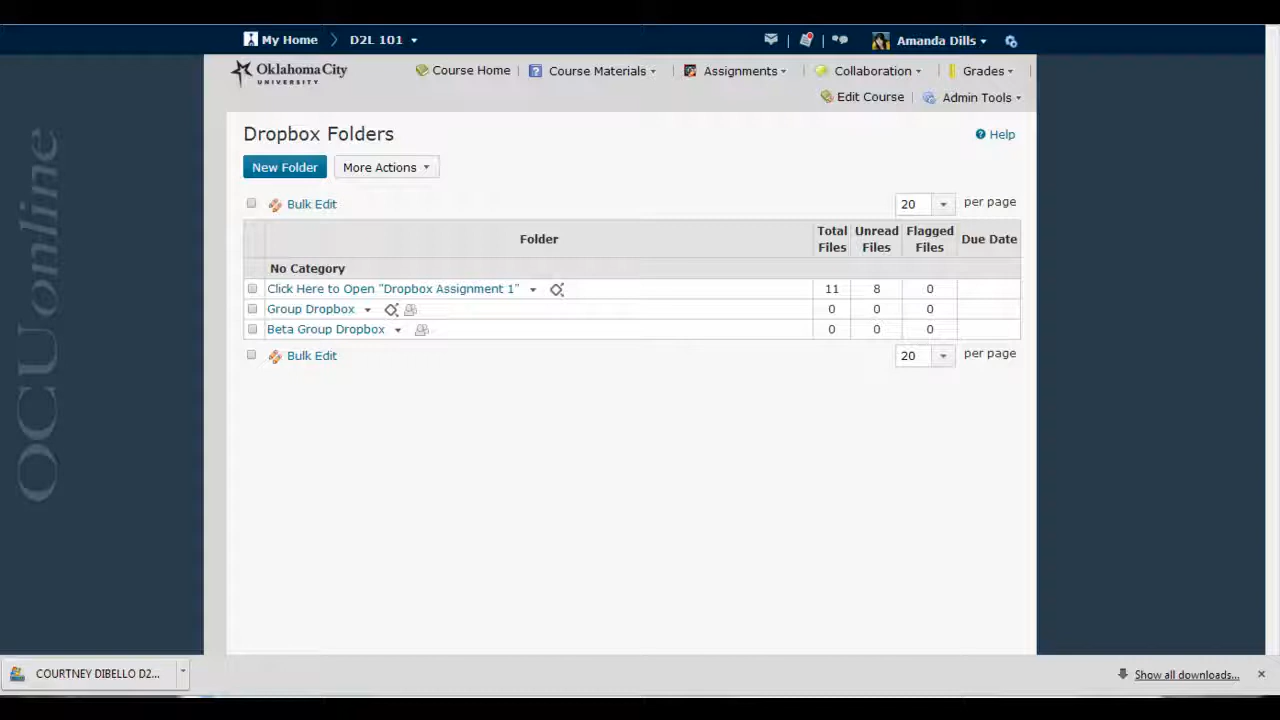 My Home D2L 101 Amanda Dills
Oklahoma City
UNIVERSITY
Course Home Course Materials Assignments Collaboration Grades
Edit Course Admin Tools
Dropbox Folders
Help
New Folder More Actions
Bulk Edit 20 per page
Folder Total Files Unread Files Flagged Files Due Date
No Category
Click Here to Open "Dropbox Assignment 1" 11 8 0
Group Dropbox 0 0 0
Beta Group Dropbox 0 0 0
Bulk Edit 20 per page
OCUonline
COURTNEY DIBELLO D2... Show all downloads...